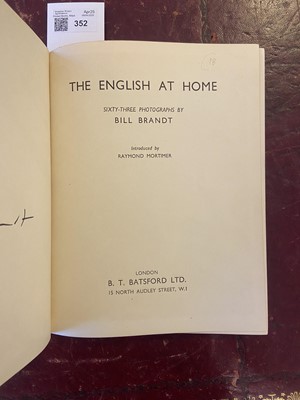 352
THE ENGLISH AT HOME
SIXTY-THREE PHOTOGRAPHS BY
BILL BRANDT
Introduced by
RAYMOND MORTIMER
LONDON
B. T. BATSFORD LTD.
15 NORTH AUDLEY STREET, W.1